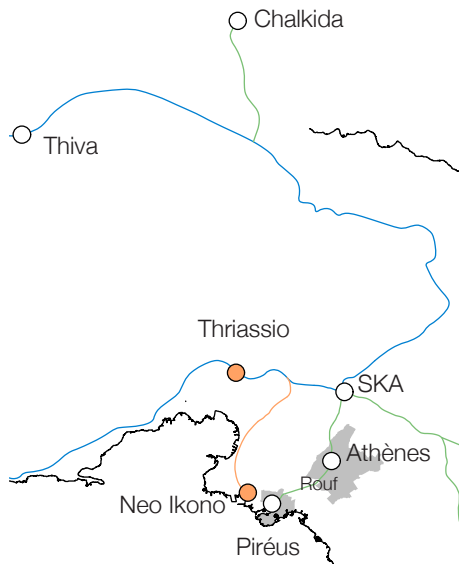 Chalkida
Thiva
Thriassio
SKA
Athènes
Rouf
Neo Ikono
Piréus